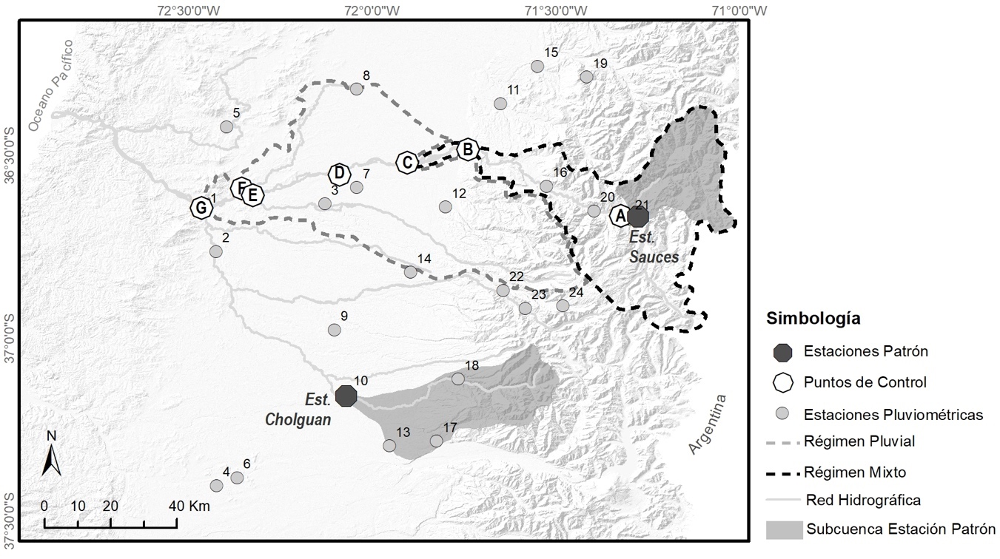 72°30'0"W
72°0'0"W
71°30'0"W
71°0'0"W
Oceano Pacífico
36°30'0"S
37°0'0"S
37°30'0"S
15
19
8
11
5
B
C
D
7
16
F
E
3
12
20
21
A
G
1
Est.
Sauces
2
14
22
23
24
9
18
10
Est.
Cholguan
13
17
Argentina
N
4
6
0 10 20 40 Km
Simbología
Estaciones Patrón
Puntos de Control
Estaciones Pluviométricas
Régimen Pluvial
Régimen Mixto
Red Hidrográfica
Subcuenca Estación Patrón